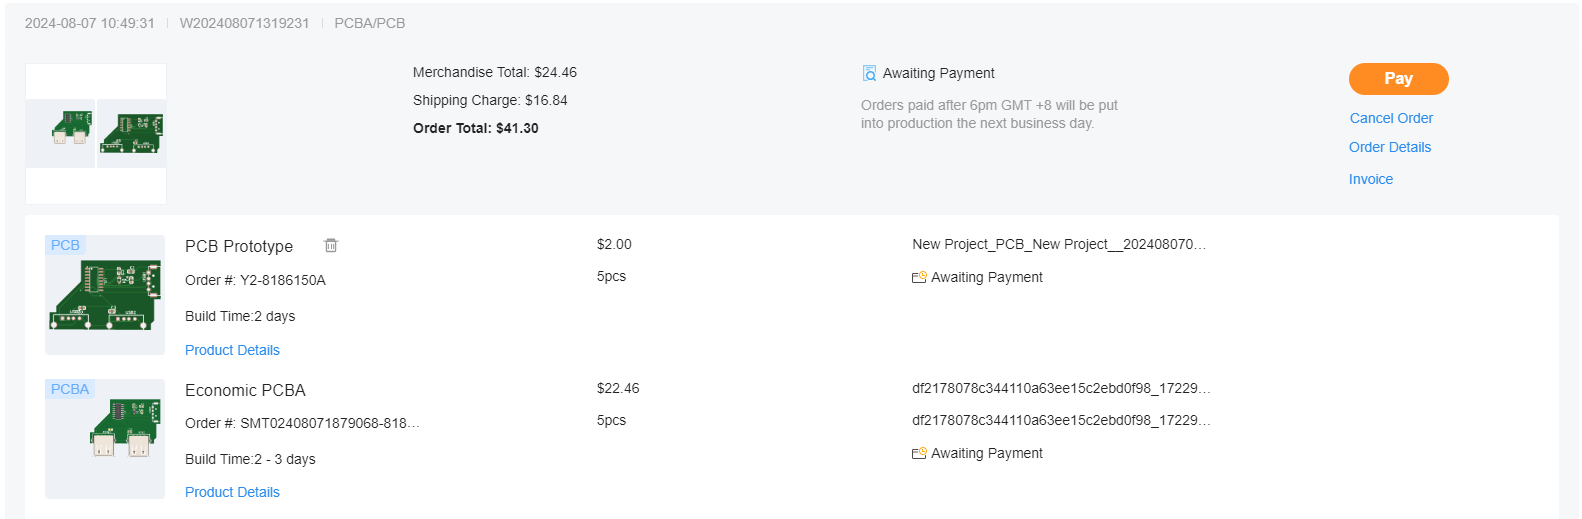 2024-08-07 10:49:31 W202408071319231 PCBA/PCB
Merchandise Total: $24.46
Shipping Charge: $16.84
Order Total: $41.30
Awaiting Payment
Orders paid after 6pm GMT +8 will be put
into production the next business day.
Pay
Cancel Order
Order Details
Invoice
PCB
PCB Prototype
Order #: Y2-8186150A
Build Time:2 days
Product Details
$2.00
5pcs
New Project_PCB_New Project__202408070...
Awaiting Payment
PCBA
Economic PCBA
Order #: SMT02408071879068-818...
Build Time:2 - 3 days
Product Details
$22.46
5pcs
df2178078c344110a63ee15c2ebd0f98_17229...
df2178078c344110a63ee15c2ebd0f98_17229...
Awaiting Payment